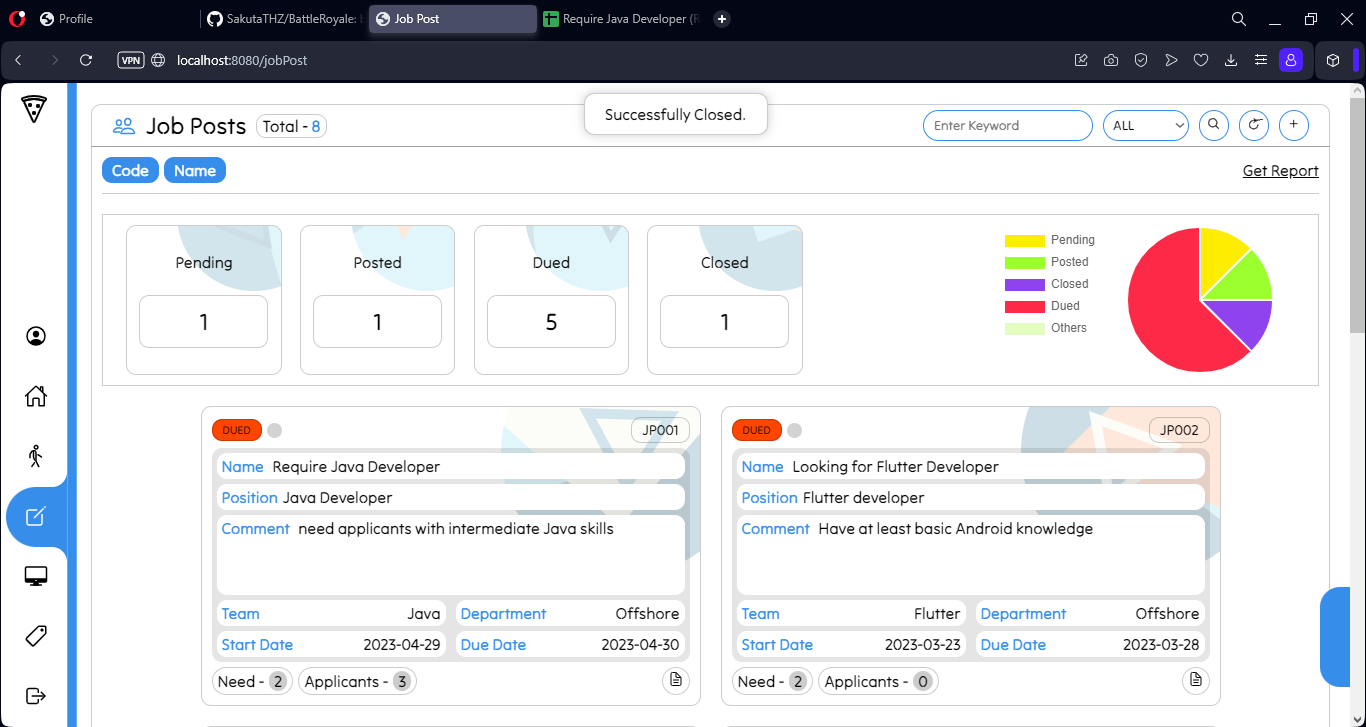 Profile
SakutaTHZ/BattleRoyale:
Job Post
Require Java Developer (
VPN
localhost:8080/jobPost
Job Posts
Total - 8
Successfully Closed.
Enter Keyword
ALL
+
Code
Name
Get Report
Pending
Posted
Dued
Closed
1
1
5
1
Pending
Posted
Closed
Dued
Others
DUED
JP001
Name Require Java Developer
Position Java Developer
Comment need applicants with intermediate Java skills
Team Java
Department Offshore
Start Date 2023-04-29
Due Date 2023-04-30
Need - 2
Applicants - 3
DUED
JP002
Name Looking for Flutter Developer
Position Flutter developer
Comment Have at least basic Android knowledge
Team Flutter
Department Offshore
Start Date 2023-03-23
Due Date 2023-03-28
Need - 2
Applicants - 0